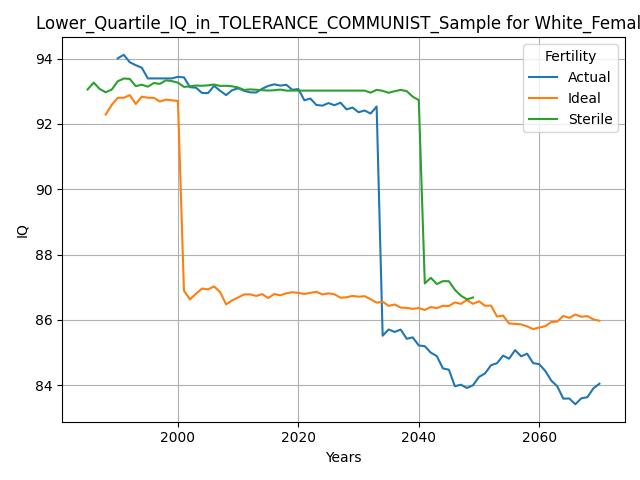 Lower_Quartile_IQ_in_TOLERANCE_COMMUNIST_Sample for White_Femal
Fertility
Actual
Ideal
Sterile
94
92
90
88
86
84
IQ
2000
2020
2040
2060
Years